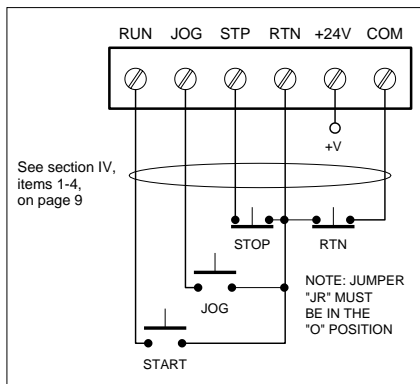 RUN JOG STP RTN +24V COM
+V
See section IV,
items 1-4,
on page 9
STOP RTN
JOG
NOTE: JUMPER
"JR" MUST
BE IN THE
"O" POSITION
START